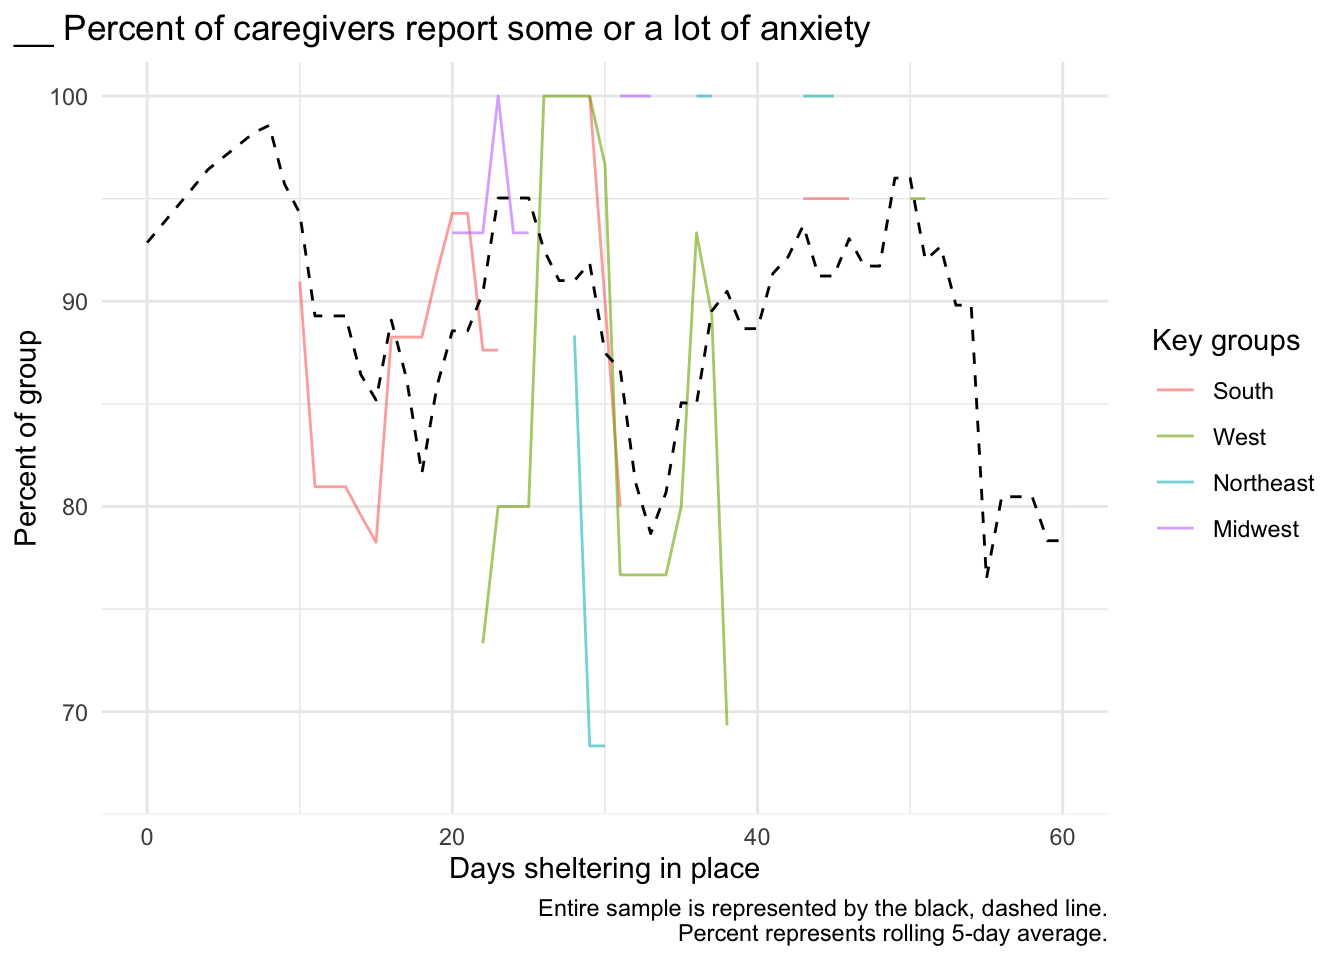 __ Percent of caregivers report some or a lot of anxiety
100
90
80
70
Percent of group
0
20
40
60
Days sheltering in place
Key groups
South
West
Northeast
Midwest
Entire sample is represented by the black, dashed line.
Percent represents rolling 5-day average.